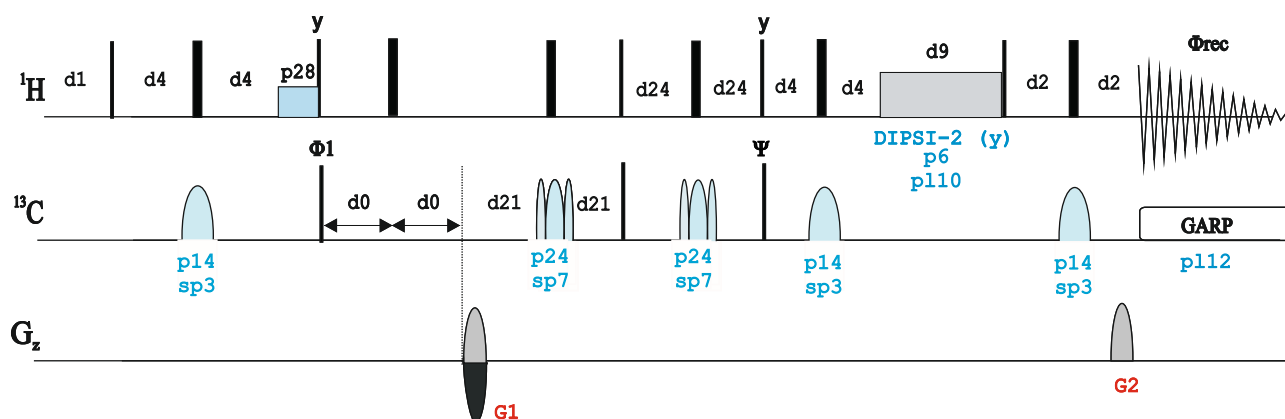 y y Φrec
d9
d1 d4 d4 p28 d24 d24 d4 d4 d2 d2
¹H
DIPSI-2 (y)
p6
pl10
Φ1 Ψ
¹³C d0 d0 d21 d21
GARP
p14 p24 p24 p14 p14 pl12
sp3 sp7 sp7 sp3 sp3
Gz
G1 G2